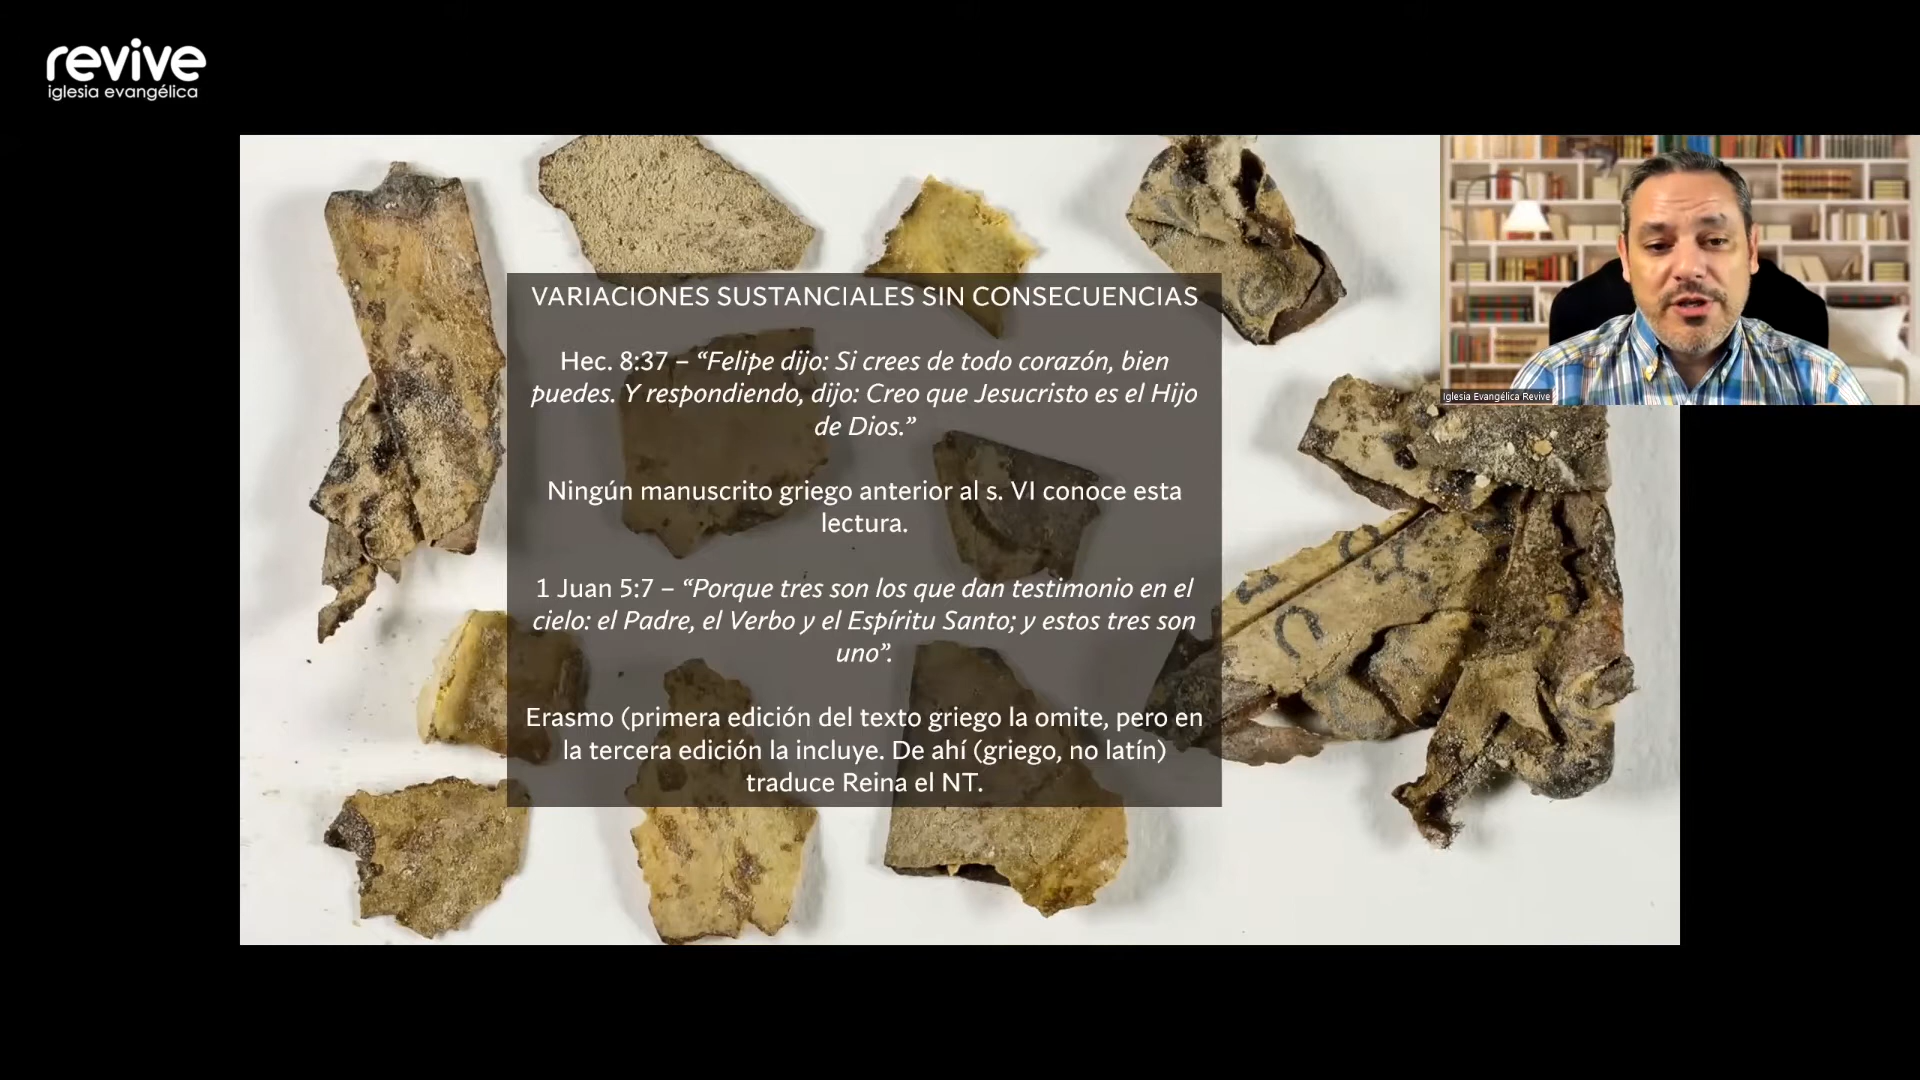 revive
iglesia evangélica
VARIACIONES SUSTANCIALES SIN CONSECUENCIAS
Hec. 8:37 – “Felipe dijo: Si crees de todo corazón, bien
puedes. Y respondiendo, dijo: Creo que Jesucristo es el Hijo
de Dios.”
Ningún manuscrito griego anterior al s. VI conoce esta
lectura.
1 Juan 5:7 – “Porque tres son los que dan testimonio en el
cielo: el Padre, el Verbo y el Espíritu Santo; y estos tres son
uno”.
Erasmo (primera edición del texto griego la omite, pero en
la tercera edición la incluye. De ahí (griego, no latín)
traduce Reina el NT.
Iglesia Evangélica Revive